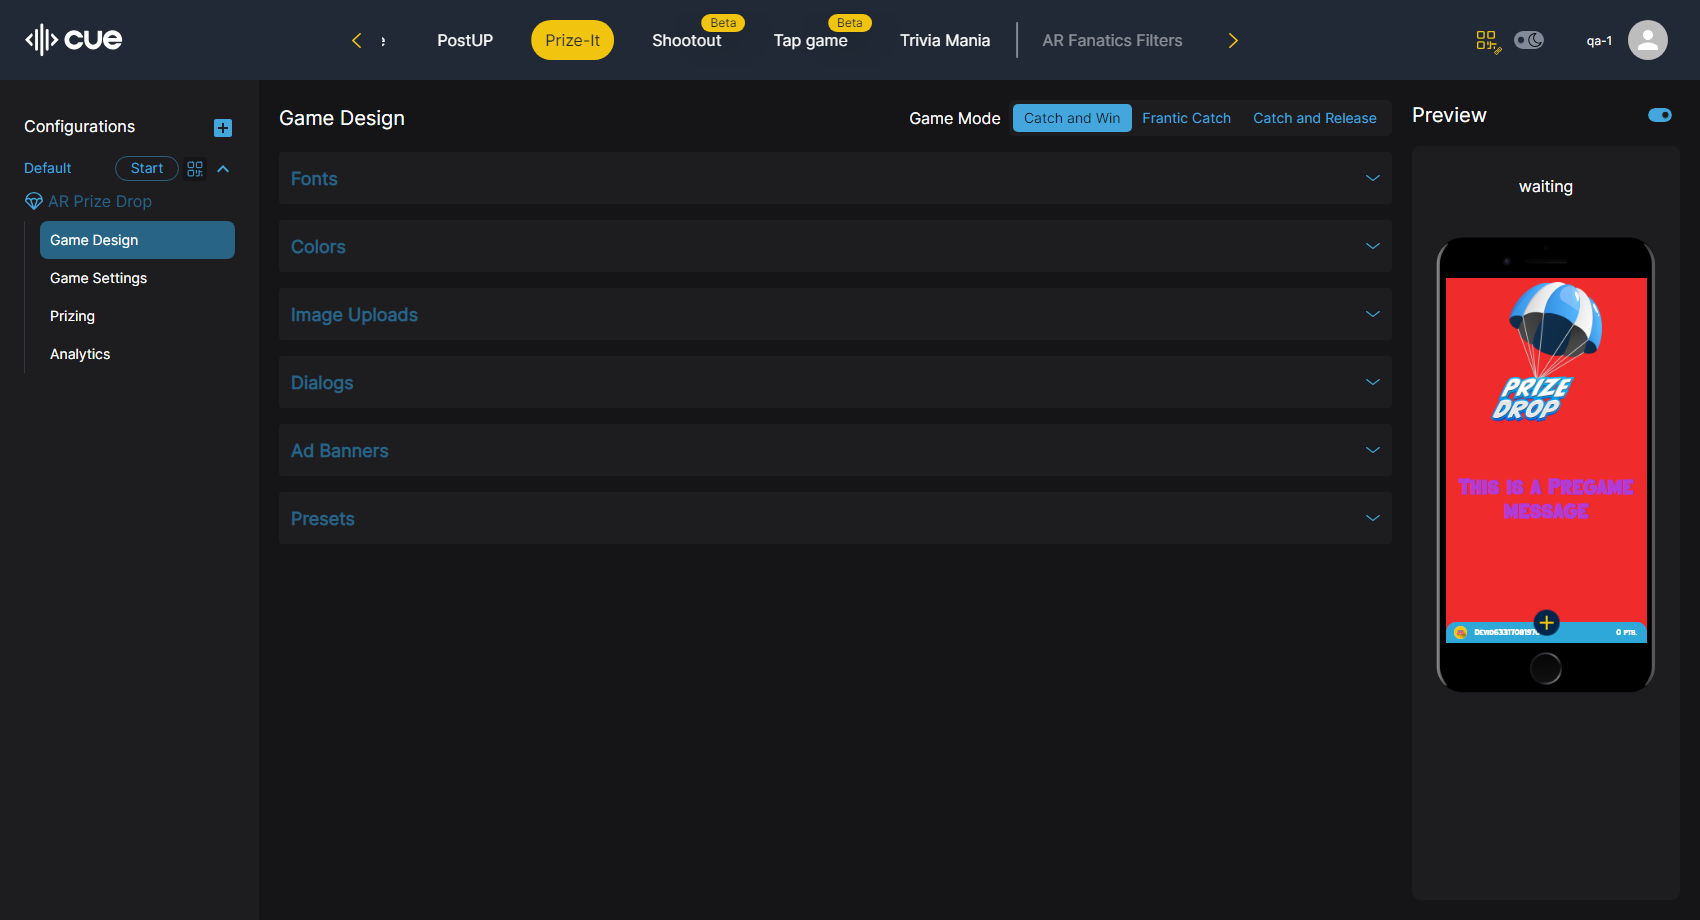 cue
PostUP
Prize-It
Shootout
Beta
Tap game
Beta
Trivia Mania
AR Fanatics Filters
qa-1
Configurations
Default
Start
AR Prize Drop
Game Design
Game Settings
Prizing
Analytics
Game Design
Game Mode
Catch and Win
Frantic Catch
Catch and Release
Fonts
Colors
Image Uploads
Dialogs
Ad Banners
Presets
Preview
waiting
PRIZE
DROP
This is a Pregame
message
0 pts.